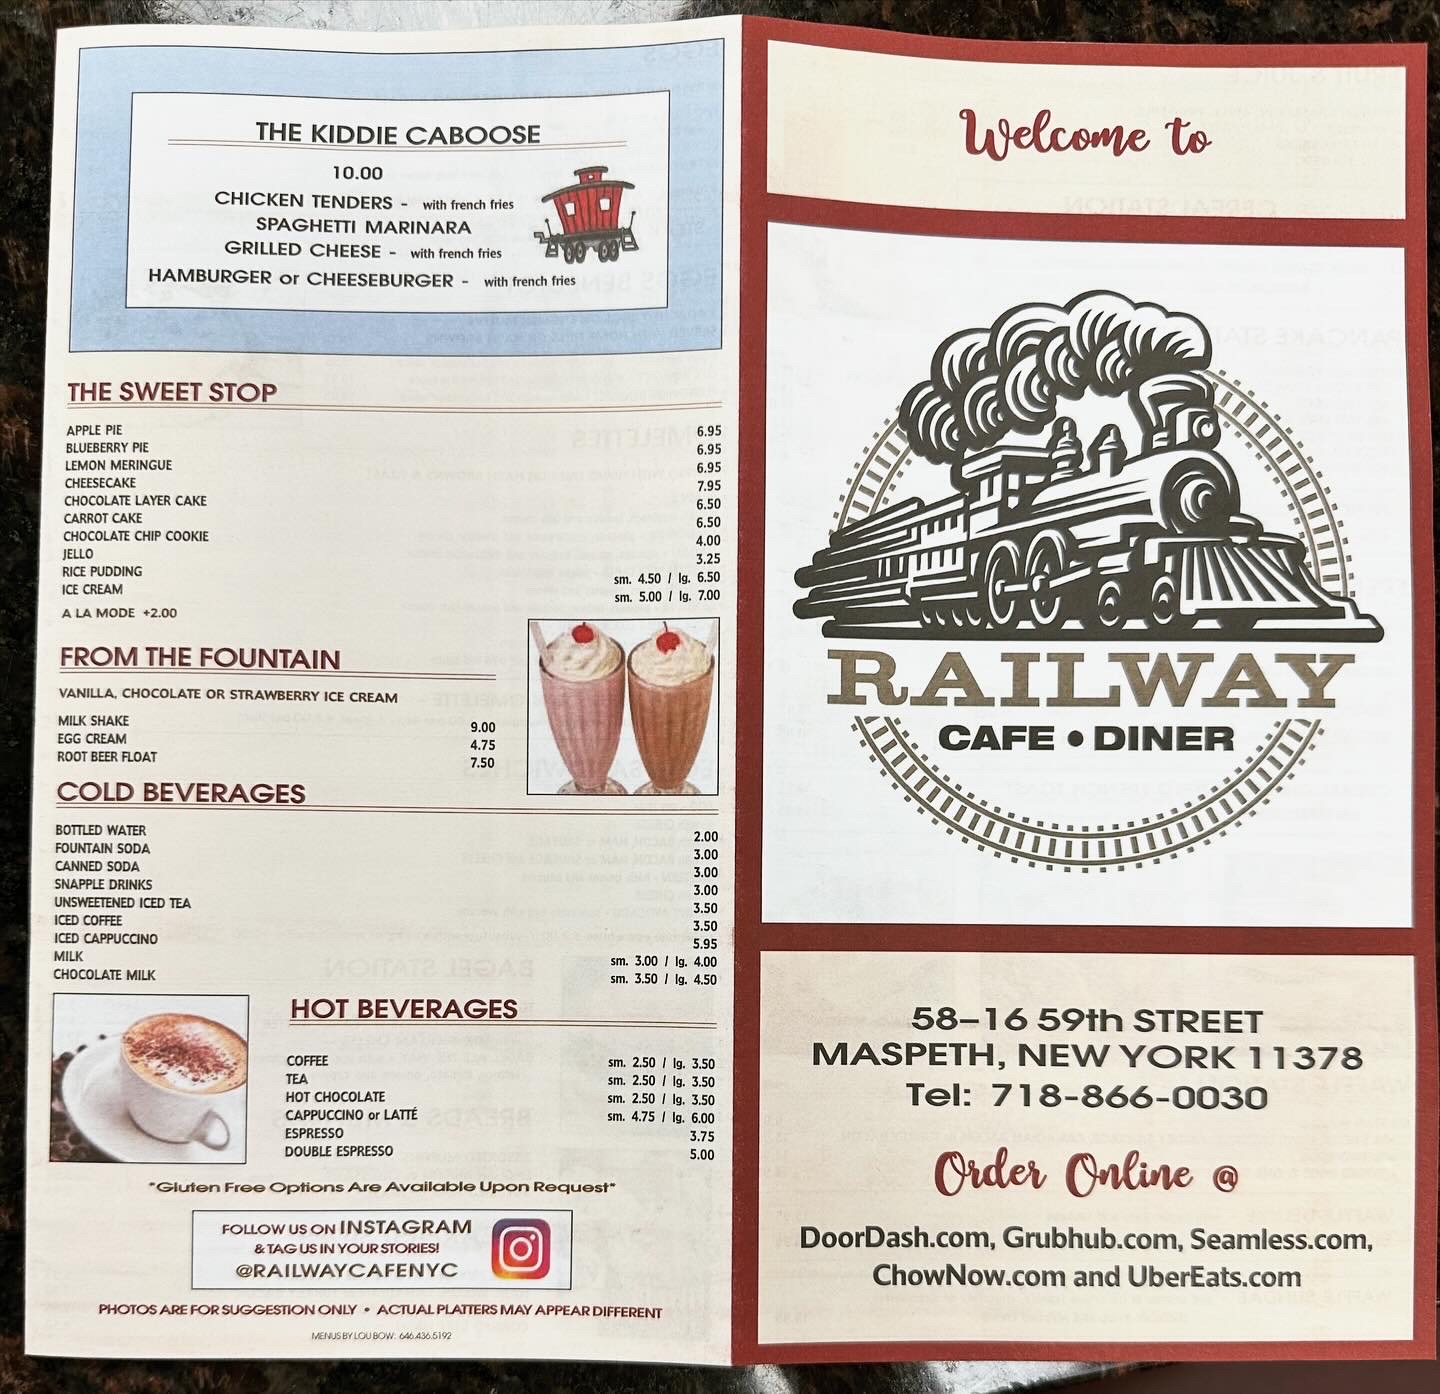 THE KIDDIE CABOOSE
10.00
CHICKEN TENDERS - with french fries
SPAGHETTI MARINARA
GRILLED CHEESE - with french fries
HAMBURGER or CHEESEBURGER - with french fries
THE SWEET STOP
APPLE PIE 6.95
BLUEBERRY PIE 6.95
LEMON MERINGUE 6.95
CHEESECAKE 7.95
CHOCOLATE LAYER CAKE 6.50
CARROT CAKE 6.50
CHOCOLATE CHIP COOKIE 4.00
JELLO 3.25
RICE PUDDING sm. 4.50 / lg. 6.50
ICE CREAM sm. 5.00 / lg. 7.00
A LA MODE +2.00
FROM THE FOUNTAIN
VANILLA, CHOCOLATE OR STRAWBERRY ICE CREAM
MILK SHAKE 9.00
EGG CREAM 4.75
ROOT BEER FLOAT 7.50
COLD BEVERAGES
BOTTLED WATER 2.00
FOUNTAIN SODA 3.00
CANNED SODA 3.00
SNAPPLE DRINKS 3.00
UNSWEETENED ICED TEA 3.50
ICED COFFEE 3.50
ICED CAPPUCCINO 5.95
MILK sm. 3.00 / lg. 4.00
CHOCOLATE MILK sm. 3.50 / lg. 4.50
HOT BEVERAGES
COFFEE sm. 2.50 / lg. 3.50
TEA sm. 2.50 / lg. 3.50
HOT CHOCOLATE sm. 2.50 / lg. 3.50
CAPPUCCINO or LATTÉ sm. 4.75 / lg. 6.00
ESPRESSO 3.75
DOUBLE ESPRESSO 5.00
*Gluten Free Options Are Available Upon Request*
FOLLOW US ON INSTAGRAM
& TAG US IN YOUR STORIES!
@RAILWAYCAFENYC
PHOTOS ARE FOR SUGGESTION ONLY • ACTUAL PLATTERS MAY APPEAR DIFFERENT
MENUS BY LOU BOW: 646.436.5192
Welcome to
RAILWAY
CAFE • DINER
58-16 59th STREET
MASPETH, NEW YORK 11378
Tel: 718-866-0030
Order Online @
DoorDash.com, Grubhub.com, Seamless.com,
ChowNow.com and UberEats.com